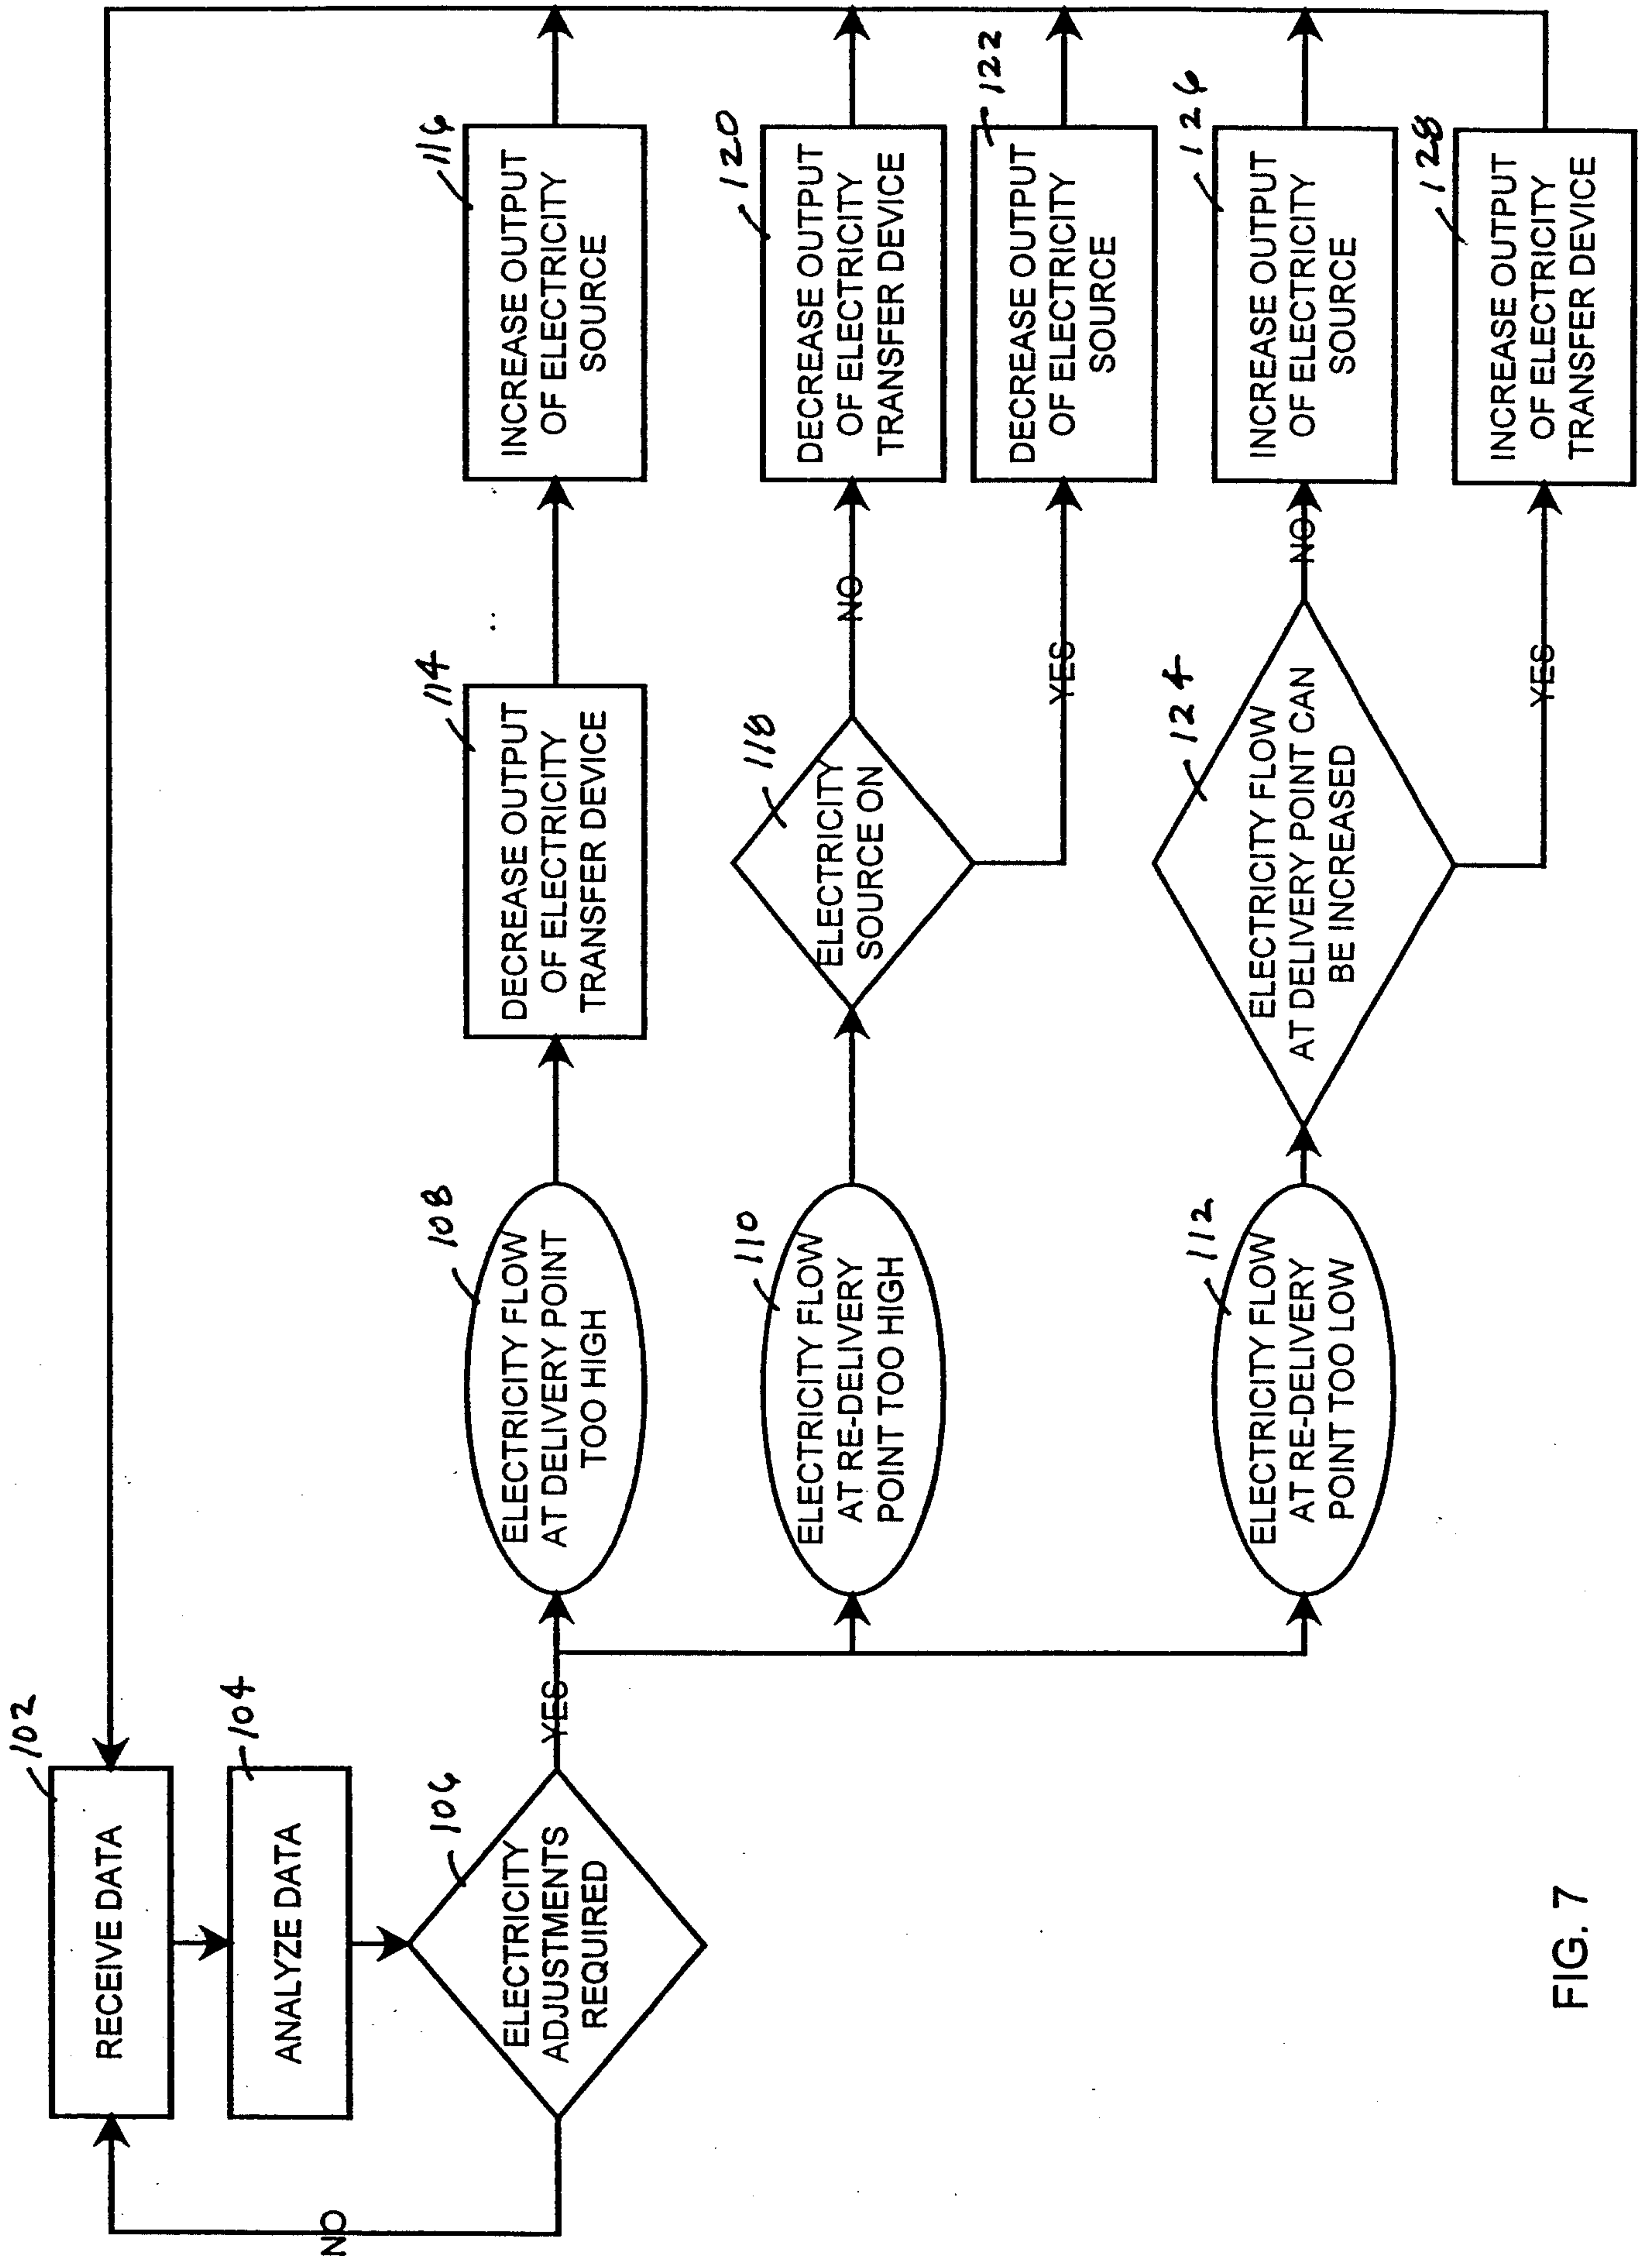 102
RECEIVE DATA
104
ANALYZE DATA
106
ELECTRICITY
ADJUSTMENTS
REQUIRED
NO
YES
108
ELECTRICITY FLOW
AT DELIVERY POINT
TOO HIGH
114
DECREASE OUTPUT
OF ELECTRICITY
TRANSFER DEVICE
116
INCREASE OUTPUT
OF ELECTRICITY
SOURCE
110
ELECTRICITY FLOW
AT RE-DELIVERY
POINT TOO HIGH
118
ELECTRICITY
SOURCE ON
NO
120
DECREASE OUTPUT
OF ELECTRICITY
TRANSFER DEVICE
YES
122
DECREASE OUTPUT
OF ELECTRICITY
SOURCE
112
ELECTRICITY FLOW
AT RE-DELIVERY
POINT TOO LOW
124
ELECTRICITY FLOW
AT DELIVERY POINT CAN
BE INCREASED
NO
126
INCREASE OUTPUT
OF ELECTRICITY
SOURCE
YES
128
INCREASE OUTPUT
OF ELECTRICITY
TRANSFER DEVICE
FIG. 7